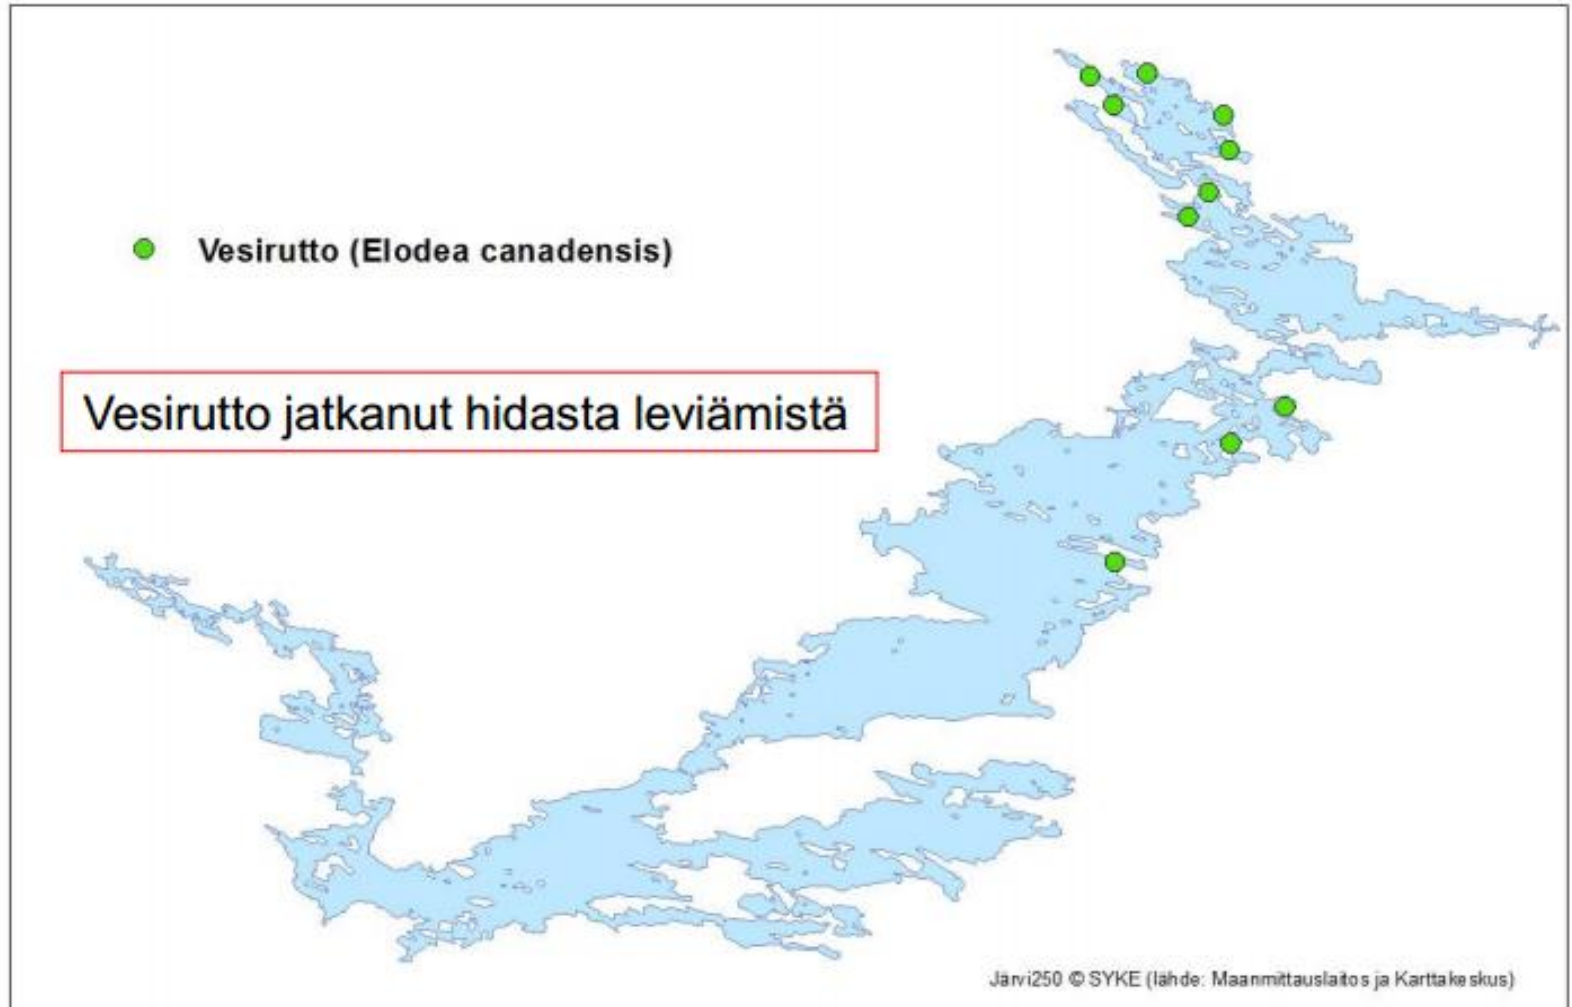 Vesirutto (Elodea canadensis)
Vesirutto jatkanut hidasta leviämistä
Järvi250 © SYKE (lähde: Maanmittauslaitos ja Karttakeskus)